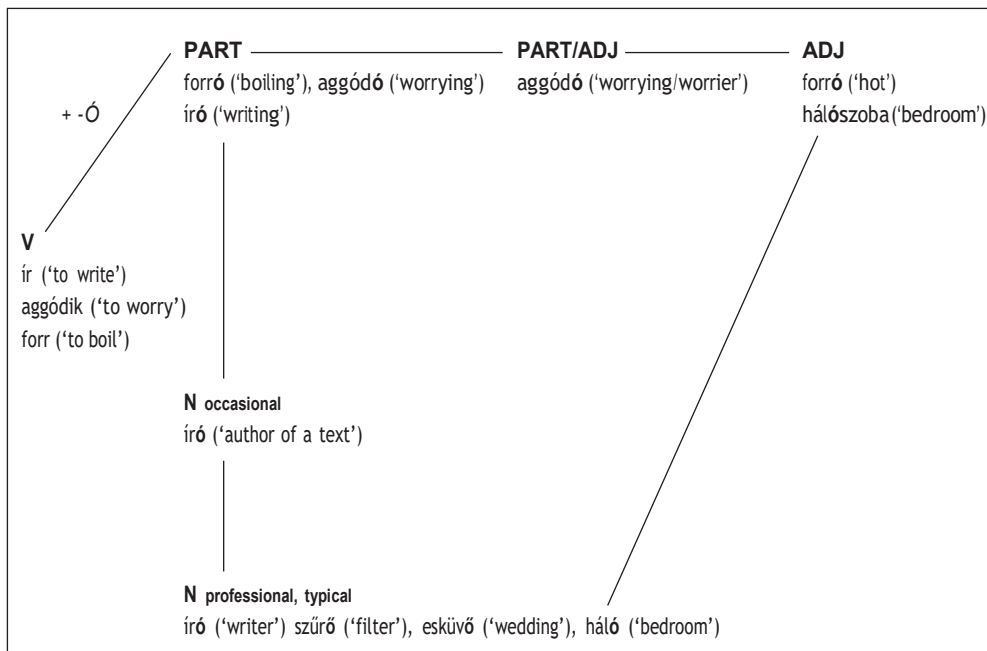 PART PART/ADJ ADJ
forró (‘boiling’), aggódó (‘worrying’) aggódó (‘worrying/worrier’) forró (‘hot’)
író (‘writing’) hálószoba(‘bedroom’)
+ -Ó
V
ír (‘to write’)
aggódik (‘to worry’)
forr (‘to boil’)
N occasional
író (‘author of a text’)
N professional, typical
író (‘writer’) szűrő (‘filter’), esküvő (‘wedding’), háló (‘bedroom’)